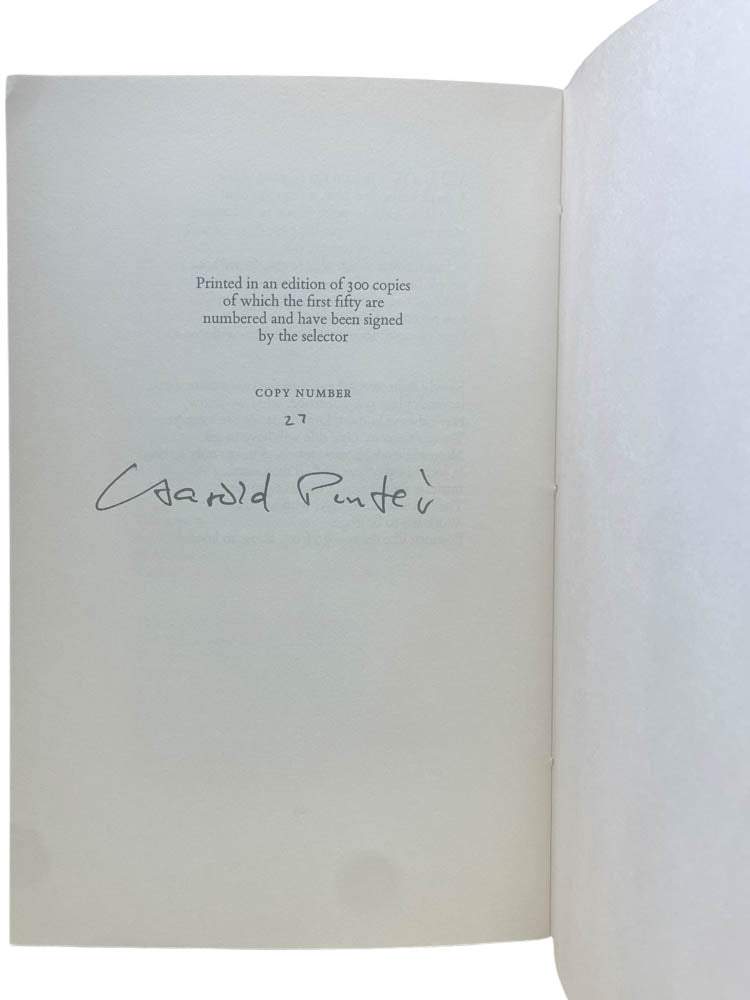 Printed in an edition of 300 copies
of which the first fifty are
numbered and have been signed
by the selector
COPY NUMBER
27
Harold Pinter